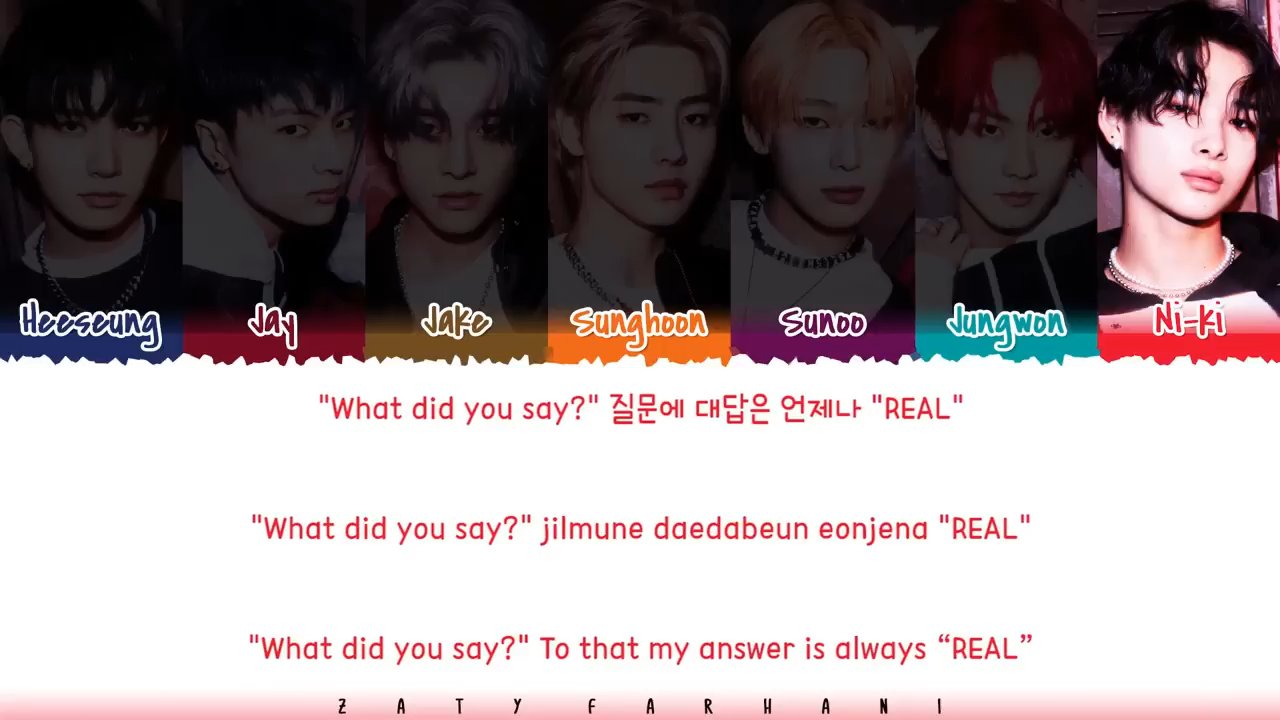 Heeseung
Jay
Jake
Sunghoon
Sunoo
Jungwon
Ni-Ki
"What did you say?" 질문에 대답은 언제나 "REAL"
"What did you say?" jilmune daedabeun eonjena "REAL"
"What did you say?" To that my answer is always “REAL”
ZATY FARHANI